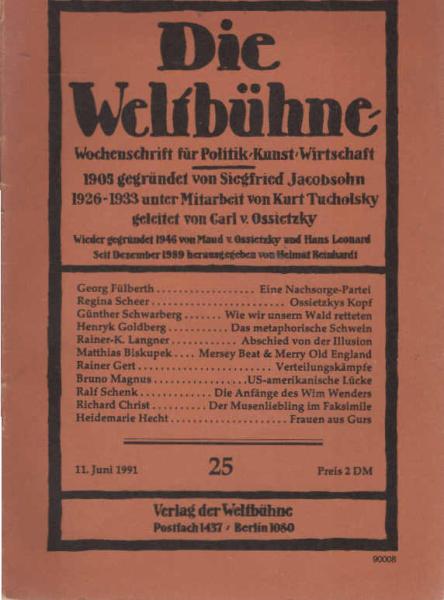 Die
Weltbühne
Wochenschrift für Politik · Kunst · Wirtschaft
1905 gegründet von Siegfried Jacobsohn
1926-1933 unter Mitarbeit von Kurt Tucholsky
geleitet von Carl v. Ossietzky
Wieder gegründet 1946 von Maud v. Ossietzky und Hans Leonard
Seit Dezember 1989 herausgegeben von Helmut Reinhardt
Georg Fülberth .................. Eine Nachsorge-Partei
Regina Scheer ......................... Ossietzkys Kopf
Günther Schwarberg ....... Wie wir unsern Wald retteten
Henryk Goldberg ........... Das metaphorische Schwein
Rainer-K. Langner ............ Abschied von der Illusion
Matthias Biskupek .... Mersey Beat & Merry Old England
Rainer Gert ......................... Verteilungskämpfe
Bruno Magnus .................. US-amerikanische Lücke
Ralf Schenk ............. Die Anfänge des Wim Wenders
Richard Christ .......... Der Musenliebling im Faksimile
Heidemarie Hecht ..................... Frauen aus Gurs
11. Juni 1991 25 Preis 2 DM
Verlag der Weltbühne
Postfach 1437 · Berlin 1080
90008